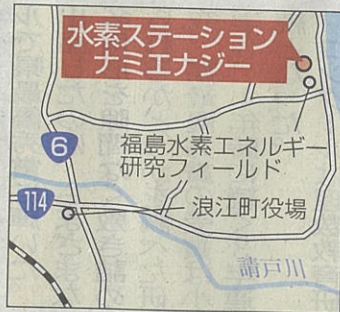 水素ステーション
ナミエナジー
6
福島水素エネルギー
研究フィールド
114
浪江町役場
請戸川